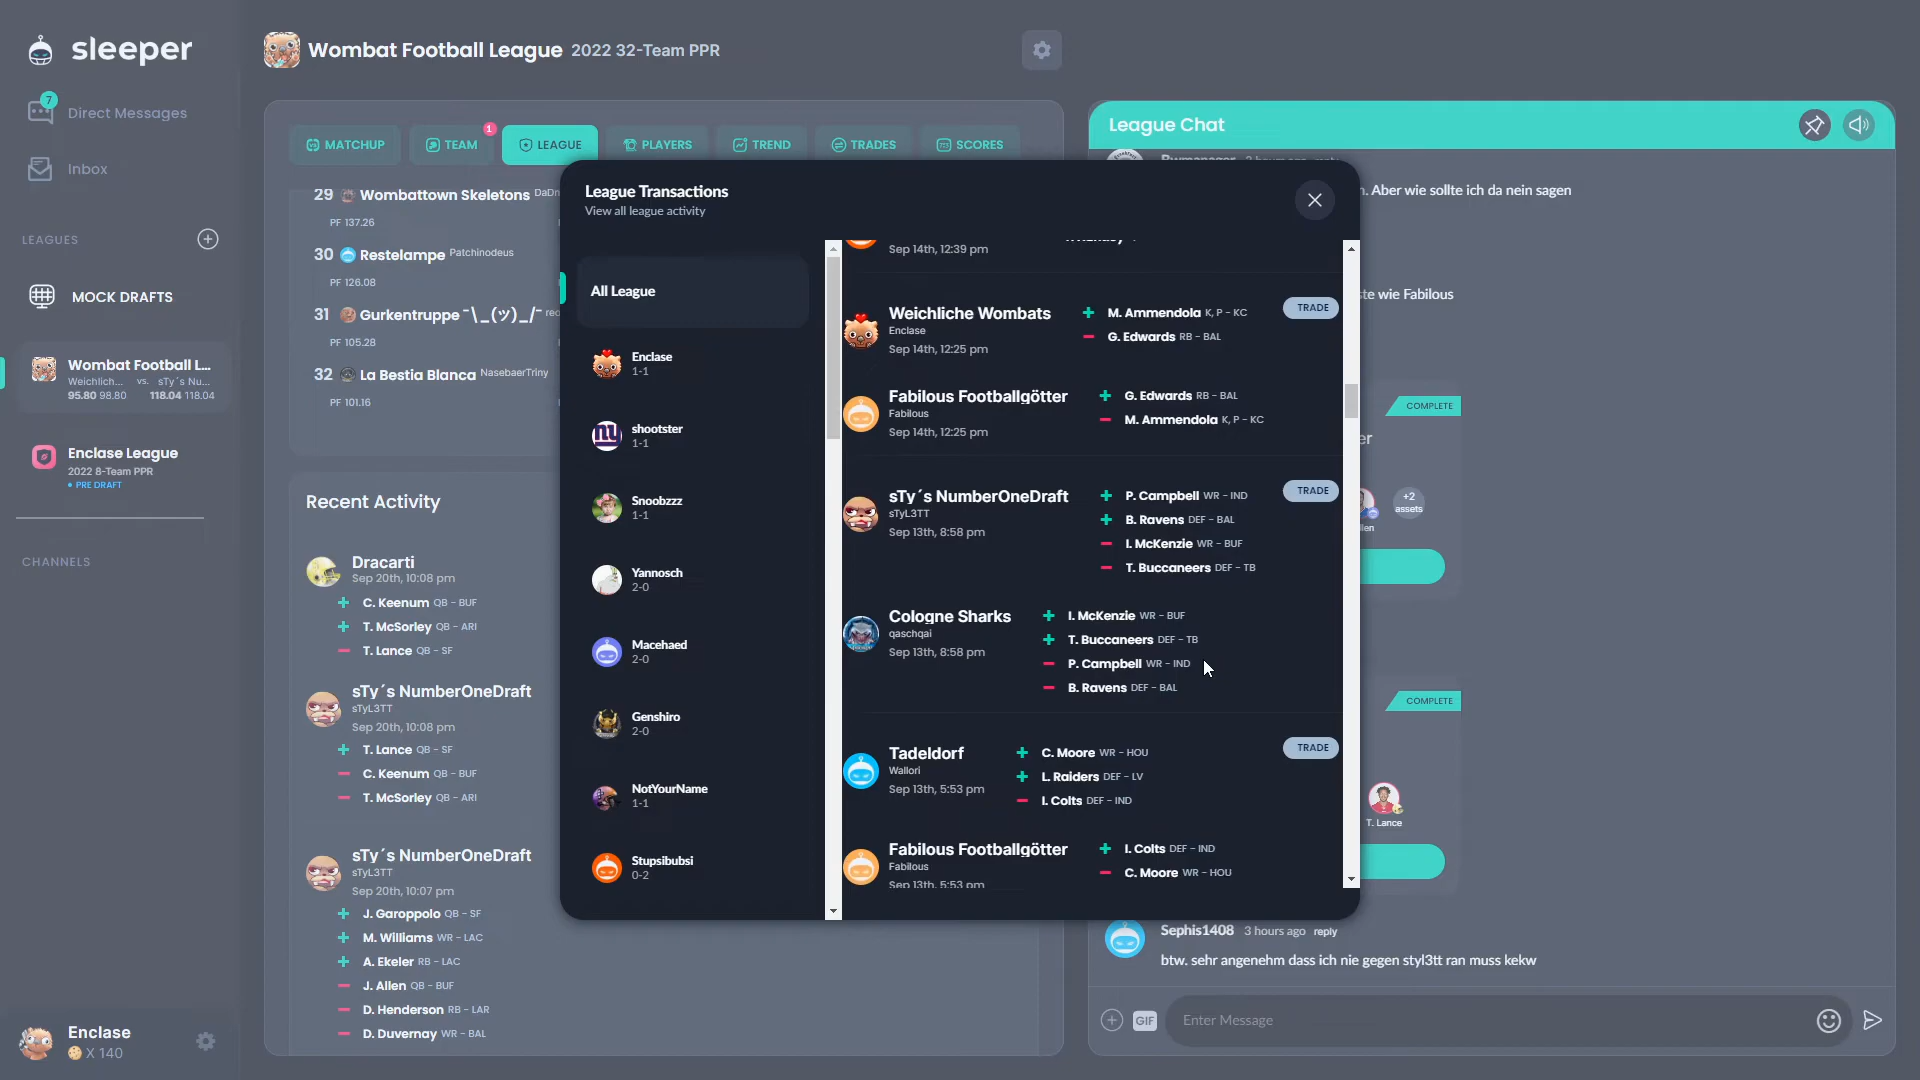 sleeper
7
Direct Messages
Inbox
LEAGUES
MOCK DRAFTS
Wombat Football L...
Weichlich... vs. sTy´s Nu...
95.80 98.80 118.04 118.04
Enclase League
2022 8-Team PPR
PRE DRAFT
CHANNELS
Enclase
X 140
Wombat Football League 2022 32-Team PPR
MATCHUP
TEAM
1
LEAGUE
PLAYERS
TREND
TRADES
SCORES
29 Wombattown Skeletons
PF 137.26
30 Restelampe Patchinodeus
PF 126.08
31 Gurkentruppe ¯\_(ツ)_/¯
PF 105.28
32 La Bestia Blanca NasebaerTriny
PF 101.16
Recent Activity
Dracarti
Sep 20th, 10:08 pm
+ C. Keenum QB - BUF
+ T. McSorley QB - ARI
− T. Lance QB - SF
sTy´s NumberOneDraft
sTyL3TT
Sep 20th, 10:08 pm
+ T. Lance QB - SF
− C. Keenum QB - BUF
− T. McSorley QB - ARI
sTy´s NumberOneDraft
sTyL3TT
Sep 20th, 10:07 pm
+ J. Garoppolo QB - SF
+ M. Williams WR - LAC
+ A. Ekeler RB - LAC
− J. Allen QB - BUF
− D. Henderson RB - LAR
− D. Duvernay WR - BAL
League Transactions
View all league activity
All League
Enclase
1-1
shootster
1-1
Snoobzzz
1-1
Yannosch
2-0
Macehaed
2-0
Genshiro
2-0
NotYourName
1-1
Stupsibubsi
0-2
Sep 14th, 12:39 pm
Weichliche Wombats
Enclase
Sep 14th, 12:25 pm
+ M. Ammendola K, P - KC
− G. Edwards RB - BAL
TRADE
Fabilous Footballgötter
Fabilous
Sep 14th, 12:25 pm
+ G. Edwards RB - BAL
− M. Ammendola K, P - KC
sTy´s NumberOneDraft
sTyL3TT
Sep 13th, 8:58 pm
+ P. Campbell WR - IND
+ B. Ravens DEF - BAL
− I. McKenzie WR - BUF
− T. Buccaneers DEF - TB
TRADE
Cologne Sharks
qaschqai
Sep 13th, 8:58 pm
+ I. McKenzie WR - BUF
+ T. Buccaneers DEF - TB
− P. Campbell WR - IND
− B. Ravens DEF - BAL
Tadeldorf
Wallori
Sep 13th, 5:53 pm
+ C. Moore WR - HOU
+ L. Raiders DEF - LV
− I. Colts DEF - IND
TRADE
Fabilous Footballgötter
Fabilous
Sep 13th, 5:53 pm
+ I. Colts DEF - IND
− C. Moore WR - HOU
League Chat
Aber wie sollte ich da nein sagen
wie Fabilous
COMPLETE
+2
assets
COMPLETE
T. Lance
Sephis1408 3 hours ago reply
btw. sehr angenehm dass ich nie gegen styl3tt ran muss kekw
GIF
Enter Message